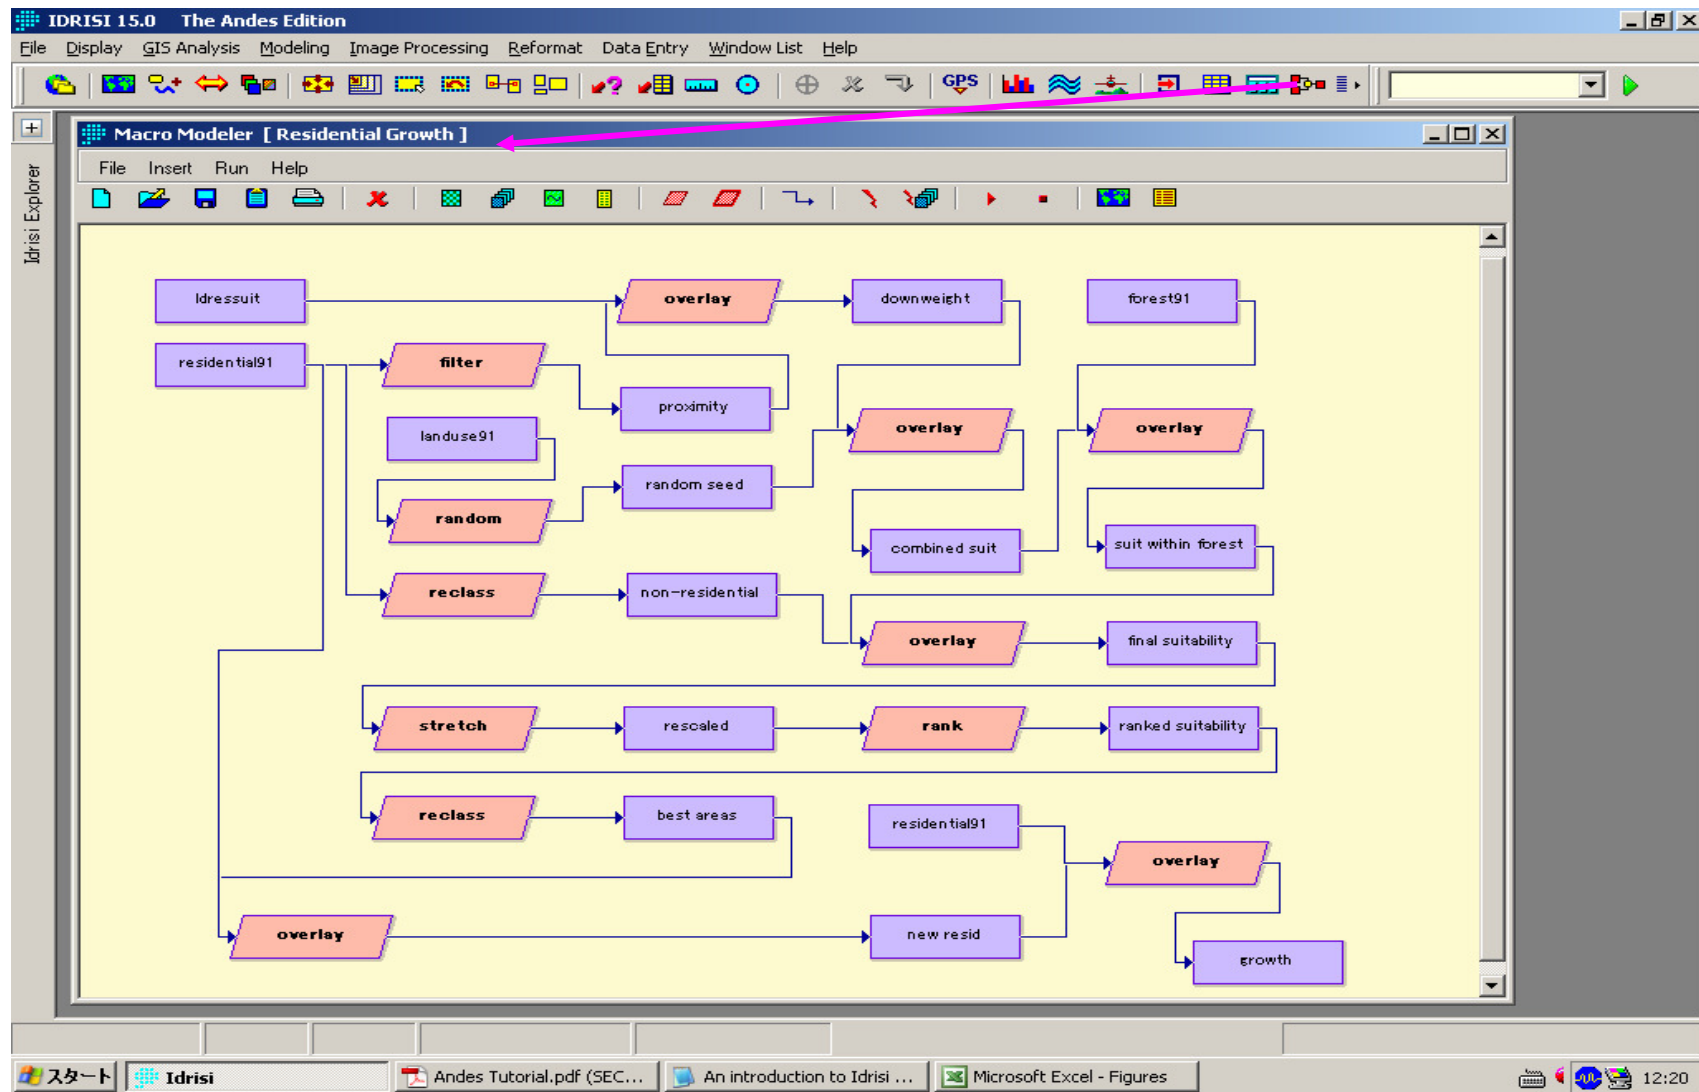 IDRISI 15.0 The Andes Edition
File Display GIS Analysis Modeling Image Processing Reformat Data Entry Window List Help
GPS
Idrisi Explorer
Macro Modeler [ Residential Growth ]
File Insert Run Help
ldressuit
overlay
downweight
forest91
residential91
filter
proximity
landuse91
overlay
overlay
random seed
random
combined suit
suit within forest
reclass
non-residential
overlay
final suitability
stretch
rescaled
rank
ranked suitability
reclass
best areas
residential91
overlay
overlay
new resid
growth
スタート
Idrisi
Andes Tutorial.pdf (SEC...
An introduction to Idrisi ...
Microsoft Excel - Figures
12:20